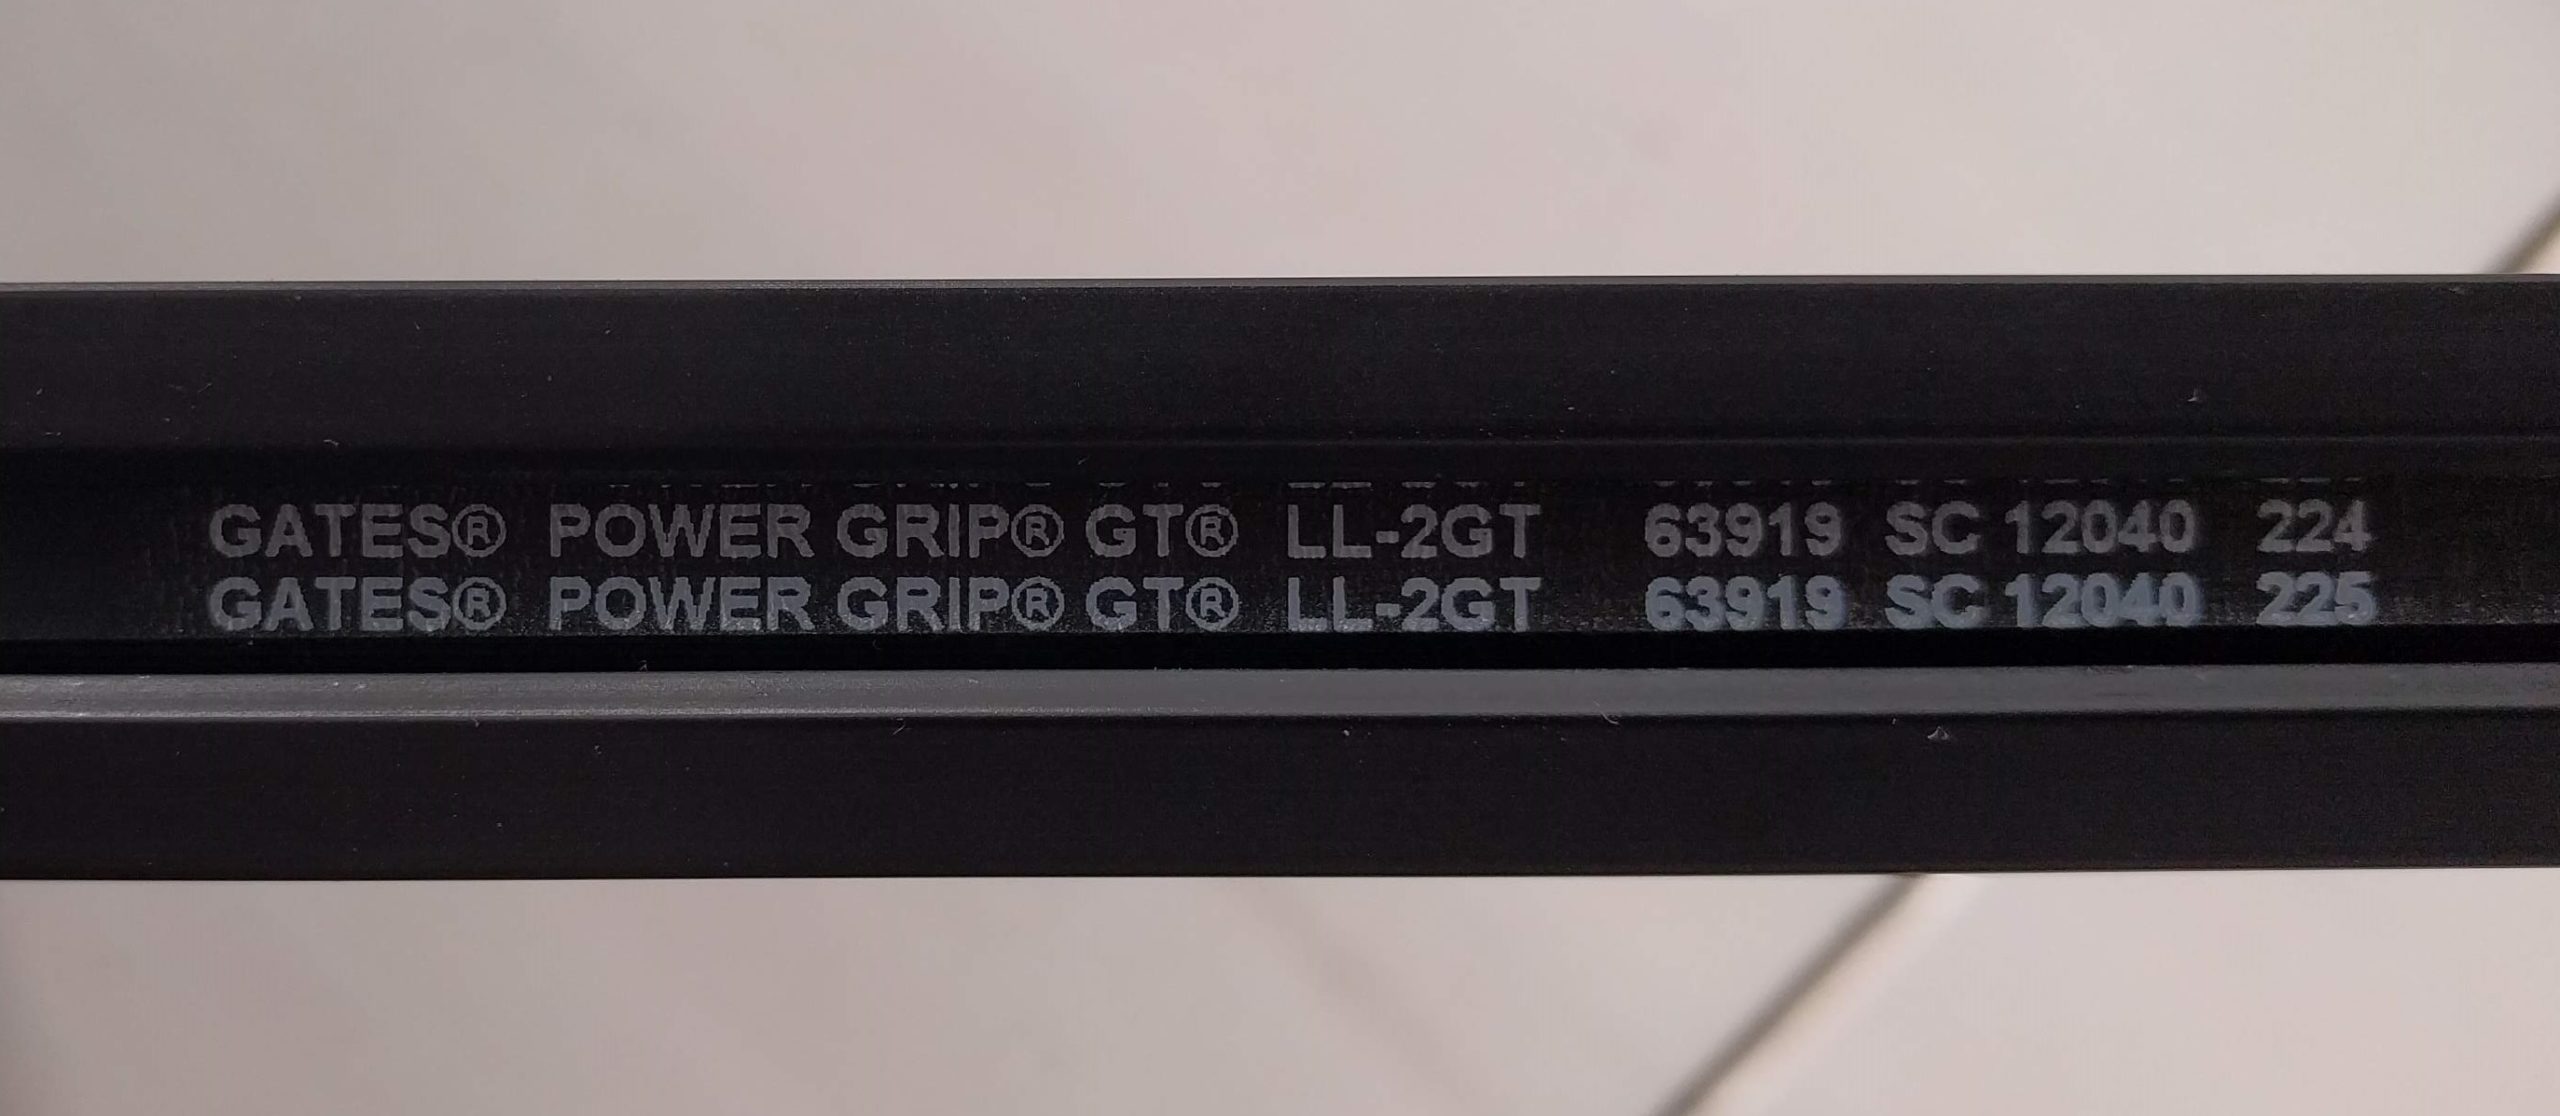 GATES® POWER GRIP® GT® LL-2GT 63919 SC 12040 224
GATES® POWER GRIP® GT® LL-2GT 63919 SC 12040 225